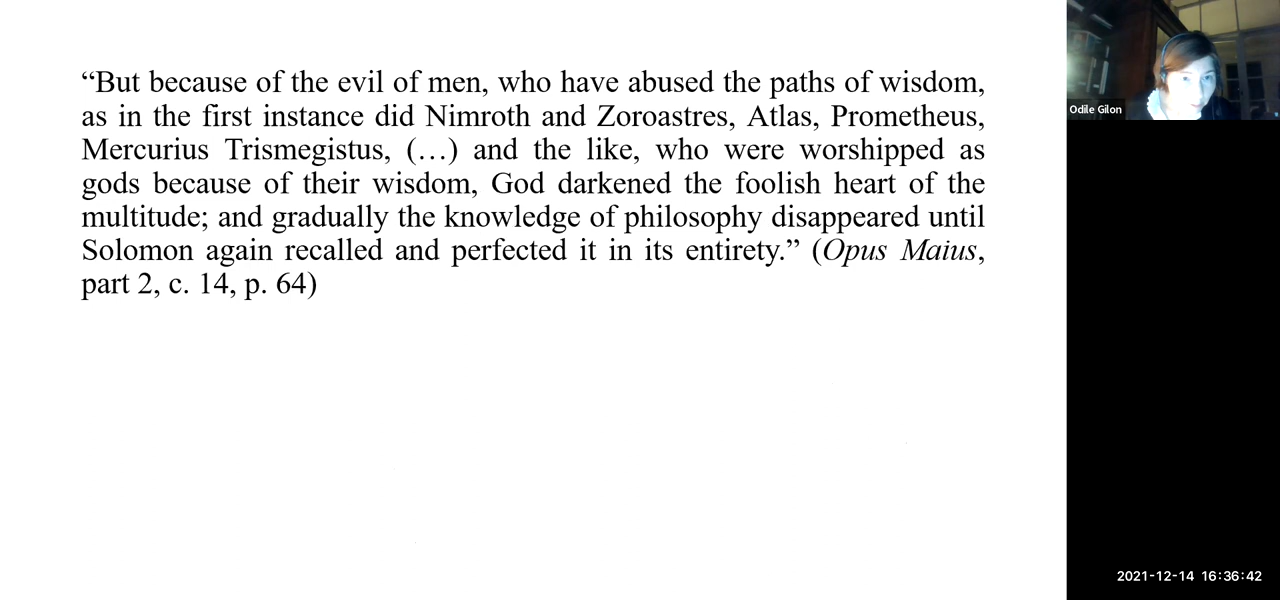 “But because of the evil of men, who have abused the paths of wisdom,
as in the first instance did Nimroth and Zoroastres, Atlas, Prometheus,
Mercurius Trismegistus, (…) and the like, who were worshipped as
gods because of their wisdom, God darkened the foolish heart of the
multitude; and gradually the knowledge of philosophy disappeared until
Solomon again recalled and perfected it in its entirety.” (Opus Maius,
part 2, c. 14, p. 64)
Odile Gilon
2021-12-14 16:36:42